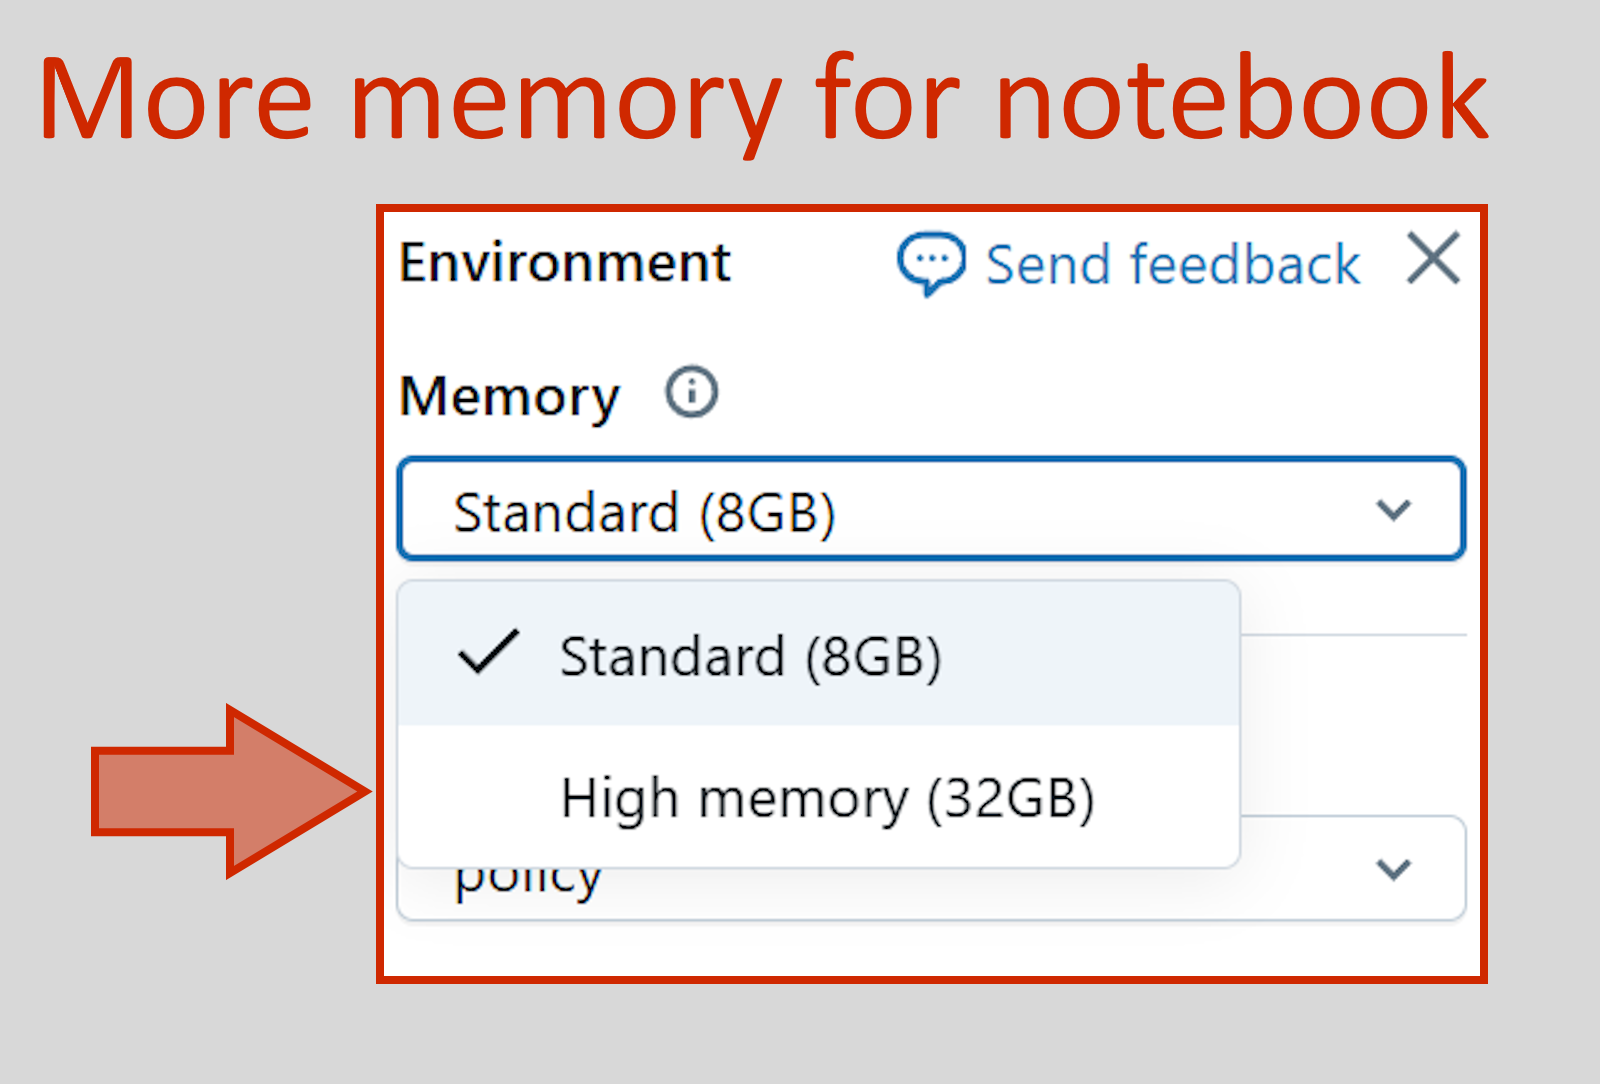 More memory for notebook
Environment
Send feedback
Memory
Standard (8GB)
Standard (8GB)
High memory (32GB)
policy